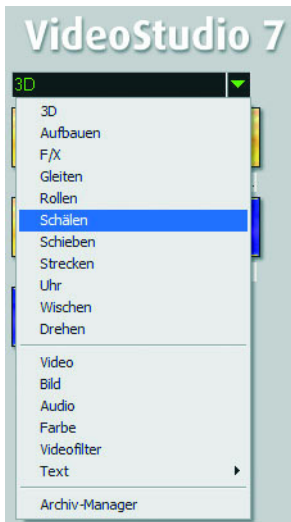 VideoStudio 7
3D
3D
Aufbauen
F/X
Gleiten
Rollen
Schälen
Schieben
Strecken
Uhr
Wischen
Drehen
Video
Bild
Audio
Farbe
Videofilter
Text
Archiv-Manager